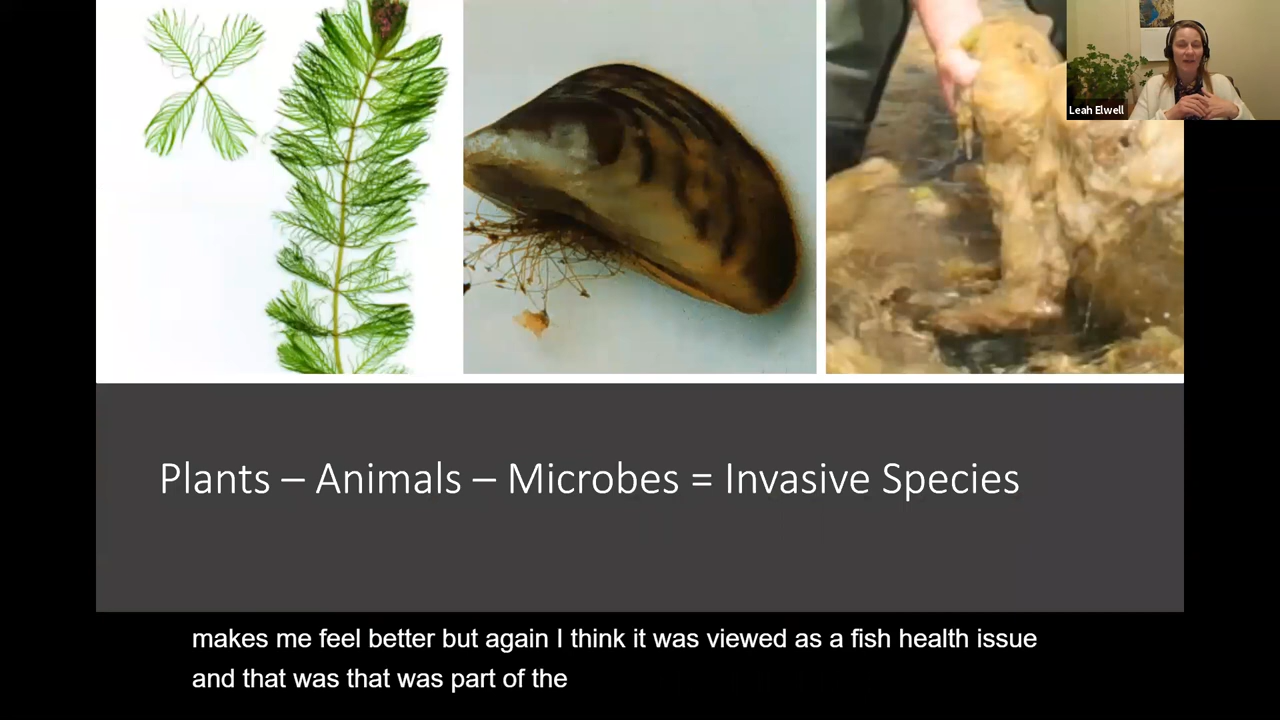 Leah Elwell
Plants – Animals – Microbes = Invasive Species
makes me feel better but again I think it was viewed as a fish health issue
and that was that was part of the